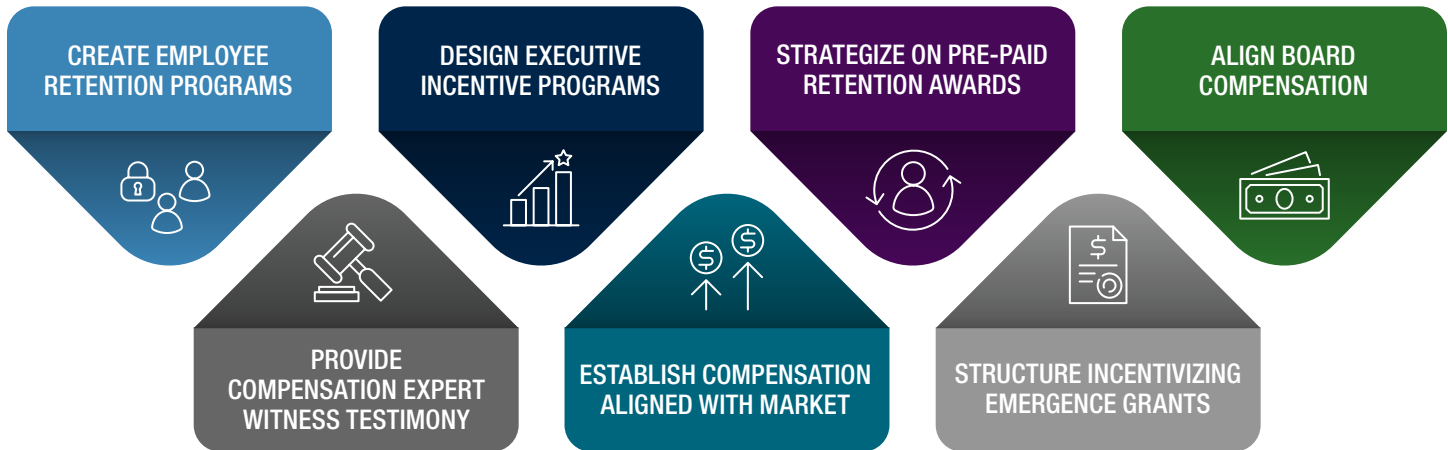 CREATE EMPLOYEE
RETENTION PROGRAMS
DESIGN EXECUTIVE
INCENTIVE PROGRAMS
STRATEGIZE ON PRE-PAID
RETENTION AWARDS
ALIGN BOARD
COMPENSATION
PROVIDE
COMPENSATION EXPERT
WITNESS TESTIMONY
$
$
ESTABLISH COMPENSATION
ALIGNED WITH MARKET
$
STRUCTURE INCENTIVIZING
EMERGENCE GRANTS